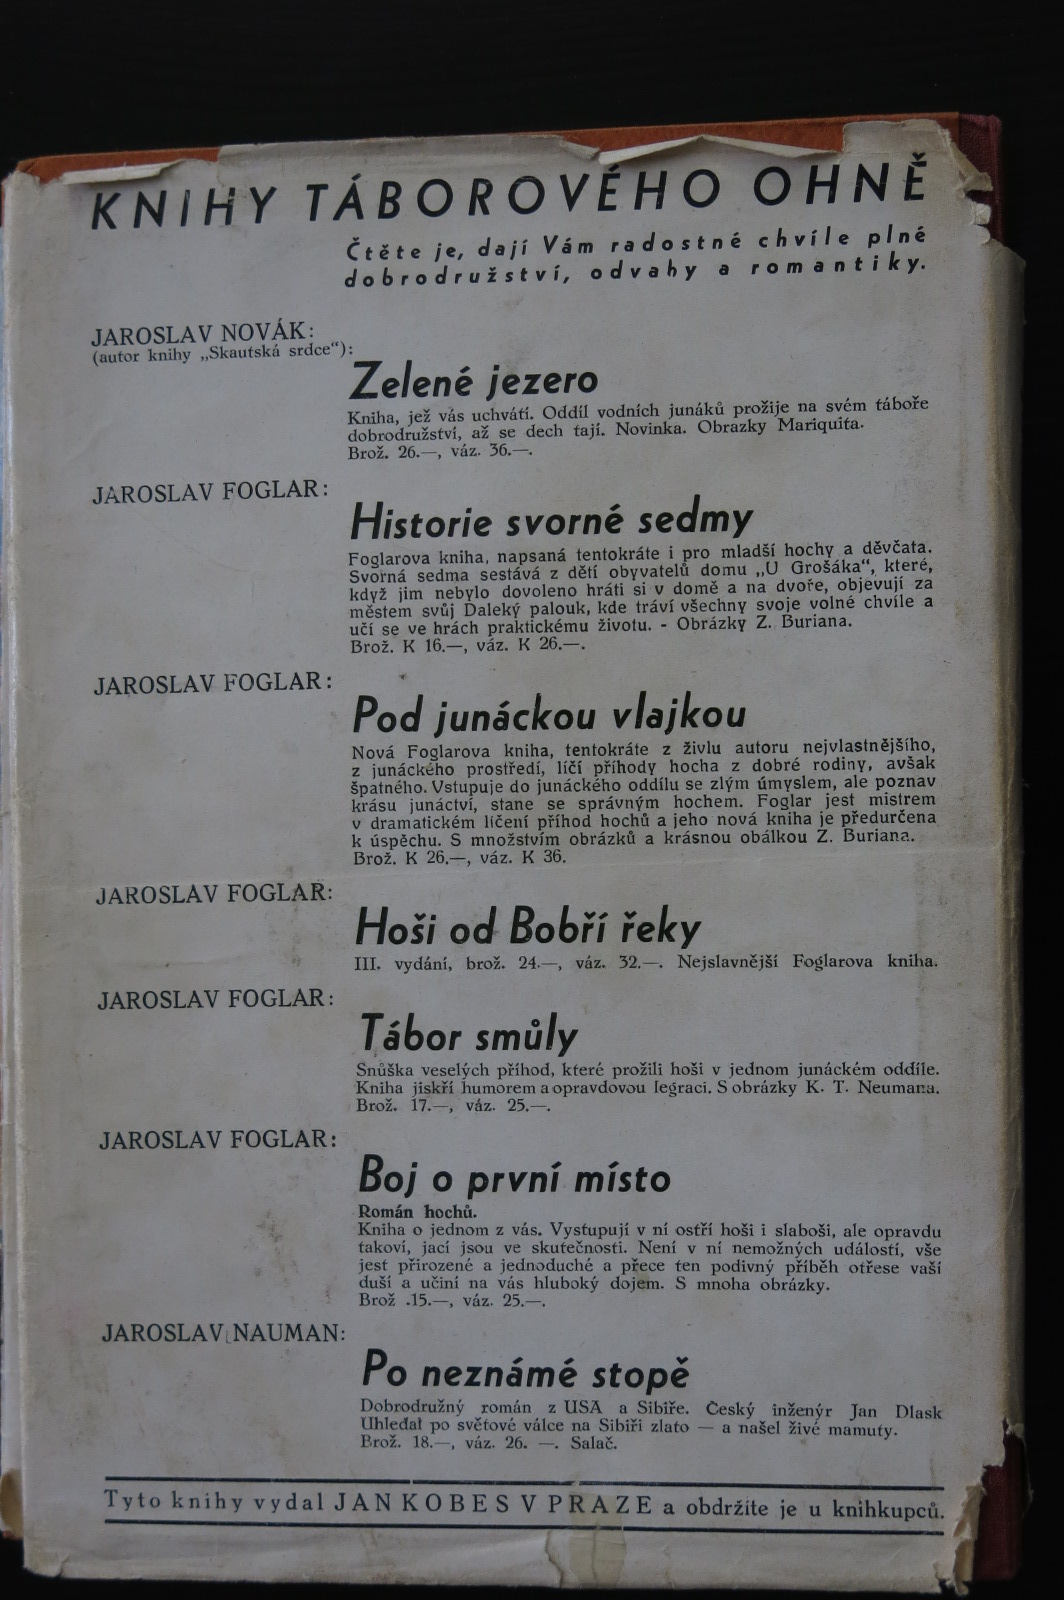 KNIHY TÁBOROVÉHO OHNĚ
Čtěte je, dají Vám radostné chvíle plné
dobrodružství, odvahy a romantiky.
JAROSLAV NOVÁK:
(autor knihy „Skautská srdce“):
Zelené jezero
Kniha, jež vás uchvátí. Oddíl vodních junáků prožije na svém táboře
dobrodružství, až se dech tají. Novinka. Obrazky Mariquita.
Brož. 26.—, váz. 36.—.
JAROSLAV FOGLAR:
Historie svorné sedmy
Foglarova kniha, napsaná tentokráte i pro mladší hochy a děvčata.
Svorná sedma sestává z dětí obyvatelů domu „U Grošáka“, které,
když jim nebylo dovoleno hráti si v domě a na dvoře, objevují za
městem svůj Daleký palouk, kde tráví všechny svoje volné chvíle a
učí se ve hrách praktickému životu. - Obrázky Z. Buriana.
Brož. K 16.—, váz. K 26.—.
JAROSLAV FOGLAR:
Pod junáckou vlajkou
Nová Foglarova kniha, tentokráte z živlu autoru nejvlastnějšího,
z junáckého prostředí, líčí příhody hocha z dobré rodiny, avšak
špatného. Vstupuje do junáckého oddílu se zlým úmyslem, ale poznav
krásu junáctví, stane se správným hochem. Foglar jest mistrem
v dramatickém líčení příhod hochů a jeho nová kniha je předurčena
k úspěchu. S množstvím obrázků a krásnou obálkou Z. Buriana.
Brož. K 26.—, váz. K 36.
JAROSLAV FOGLAR:
Hoši od Bobří řeky
III. vydání, brož. 24.—, váz. 32.—. Nejslavnější Foglarova kniha.
JAROSLAV FOGLAR:
Tábor smůly
Snůška veselých příhod, které prožili hoši v jednom junáckém oddíle.
Kniha jiskří humorem a opravdovou legrací. S obrázky K. T. Neumana.
Brož. 17.—, váz. 25.—.
JAROSLAV FOGLAR:
Boj o první místo
Román hochů.
Kniha o jednom z vás. Vystupují v ní ostří hoši i slaboši, ale opravdu
takoví, jací jsou ve skutečnosti. Není v ní nemožných událostí, vše
jest přirozené a jednoduché a přece ten podivný příběh otřese vaší
duší a učiní na vás hluboký dojem. S mnoha obrázky.
Brož .15.—, váz. 25.—.
JAROSLAV NAUMAN:
Po neznámé stopě
Dobrodružný román z USA a Sibiře. Český inženýr Jan Dlask
Uhledal po světové válce na Sibiři zlato — a našel živé mamuty.
Brož. 18.—, váz. 26. —. Salač.
Tyto knihy vydal JAN KOBES V PRAZE a obdržíte je u knihkupců.